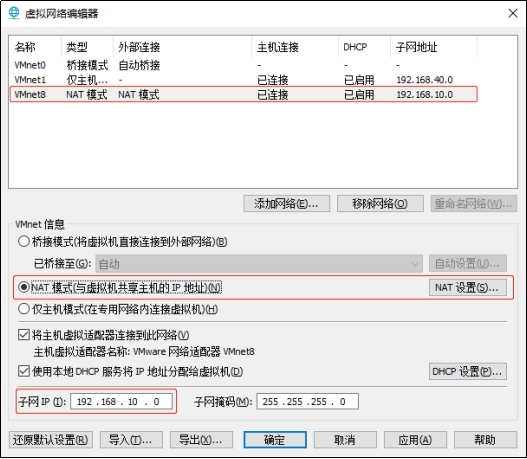 虚拟网络编辑器
名称 类型 外部连接 主机连接 DHCP 子网地址
VMnet0 桥接模式 自动桥接 - - -
VMnet1 仅主机... - 已连接 已启用 192.168.40.0
VMnet8 NAT 模式 NAT 模式 已连接 已启用 192.168.10.0
添加网络(E)... 移除网络(O) 重命名网络(W)...
VMnet 信息
桥接模式(将虚拟机直接连接到外部网络)(B)
已桥接至(G): 自动 自动设置(U)...
NAT 模式(与虚拟机共享主机的 IP 地址)(N) NAT 设置(S)...
仅主机模式(在专用网络内连接虚拟机)(H)
将主机虚拟适配器连接到此网络(V)
主机虚拟适配器名称: VMware 网络适配器 VMnet8
使用本地 DHCP 服务将 IP 地址分配给虚拟机(D) DHCP 设置(P)...
子网 IP (I): 192 .168 . 10 . 0 子网掩码(M): 255 .255 .255 . 0
还原默认设置(R) 导入(T)... 导出(X)... 确定 取消 应用(A) 帮助